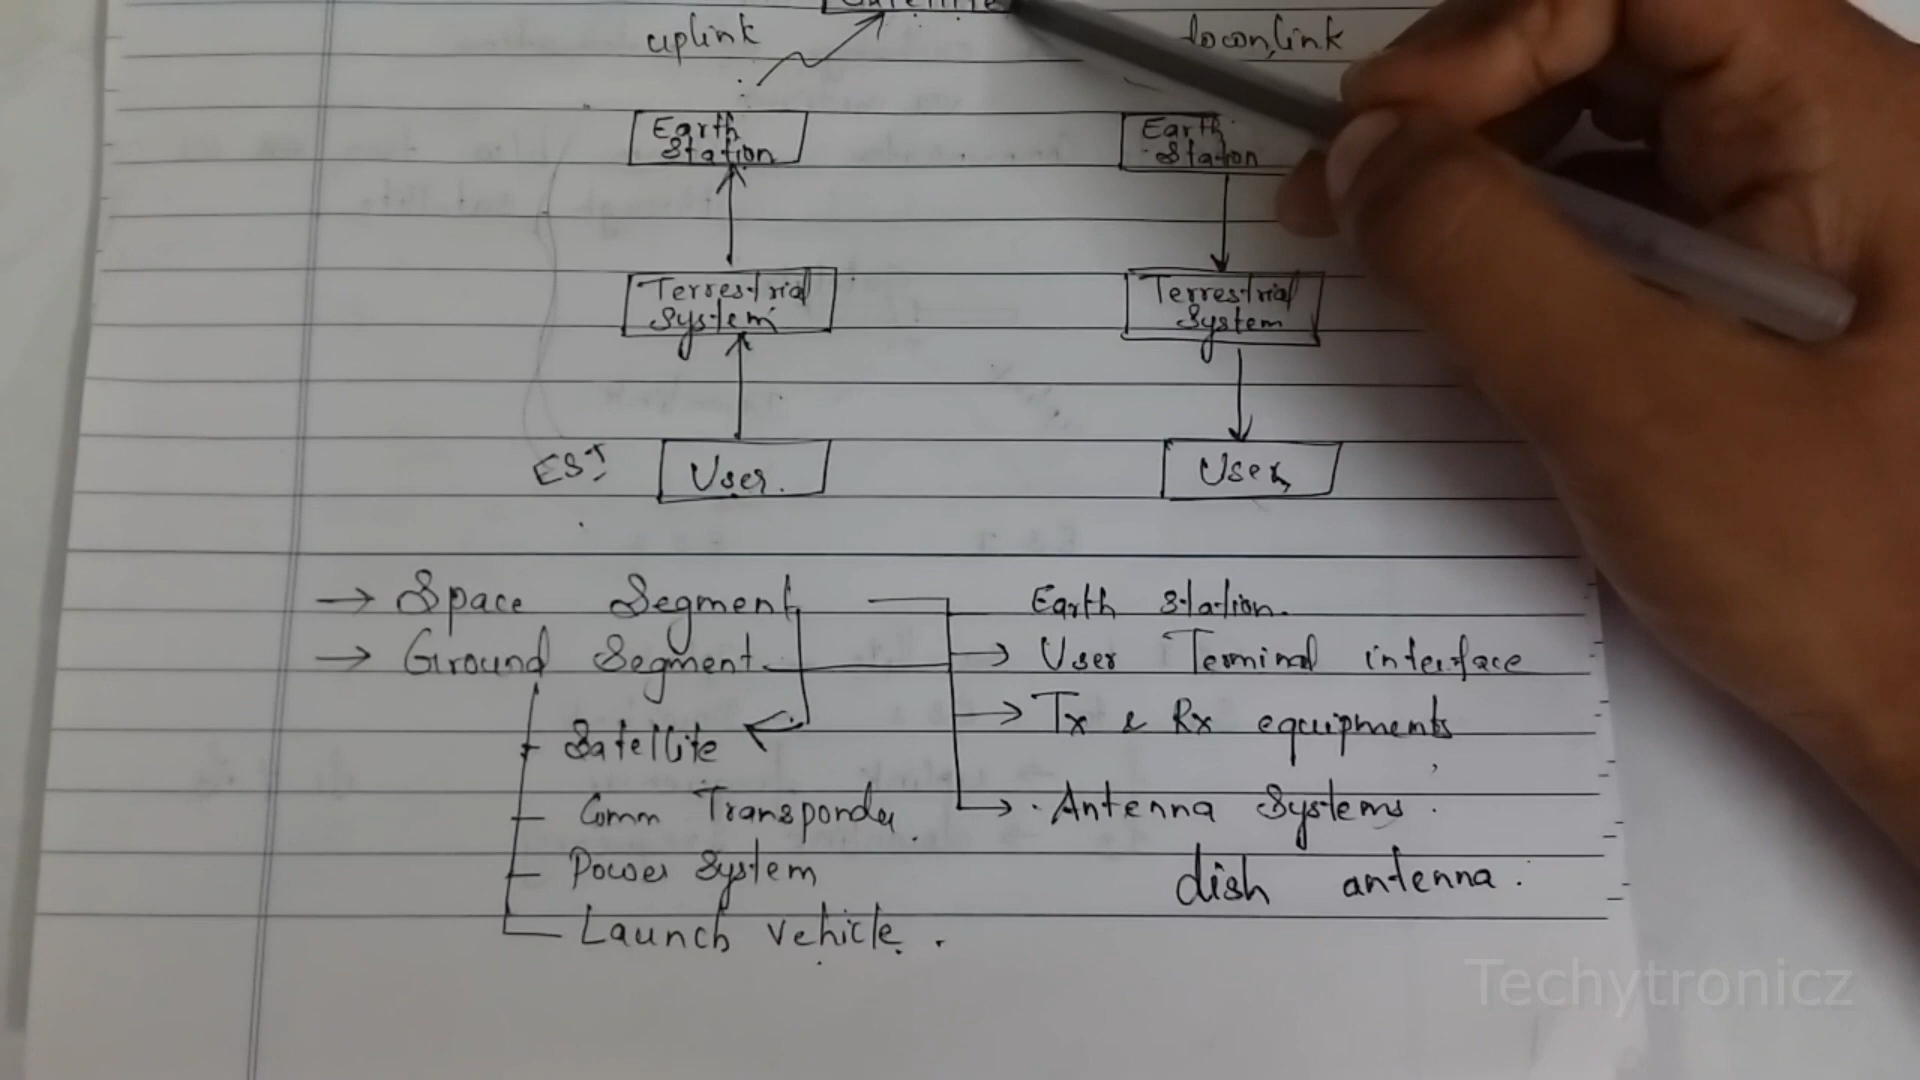 Satellite
uplink downlink
Earth Station Earth Station
Terrestrial System Terrestrial System
User. User
→ Space Segment Earth Station.
→ Ground Segment → User Terminal interface
Satellite → Tx & Rx equipments
Comm Transponder. → Antenna Systems.
Power System dish antenna.
Launch vehicle.
Techytronicz